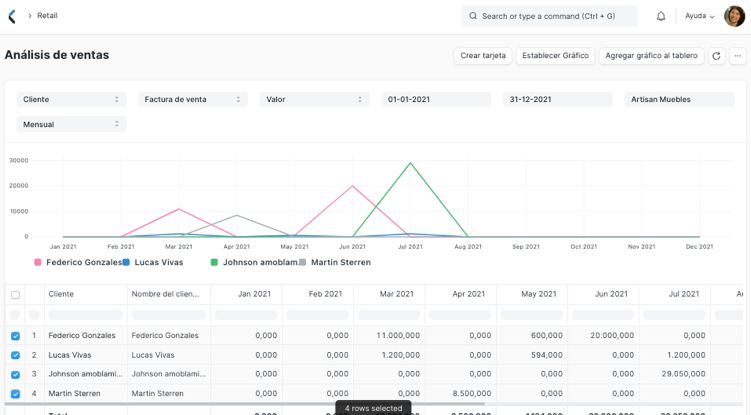 Retail
Search or type a command (Ctrl + G)
Ayuda
Análisis de ventas
Crear tarjeta
Establecer Gráfico
Agregar gráfico al tablero
Cliente
Factura de venta
Valor
01-01-2021
31-12-2021
Artisan Muebles
Mensual
30000
20000
10000
0
Jan 2021 Feb 2021 Mar 2021 Apr 2021 May 2021 Jun 2021 Jul 2021 Aug 2021 Sep 2021 Oct 2021 Nov 2021 Dec 2021
Federico Gonzales Lucas Vivas Johnson amoblam... Martin Sterren
Cliente Nombre del clien... Jan 2021 Feb 2021 Mar 2021 Apr 2021 May 2021 Jun 2021 Jul 2021
1 Federico Gonzales Federico Gonzales 0,000 0,000 11.000,000 0,000 600,000 20.000,000 0,000
2 Lucas Vivas Lucas Vivas 0,000 0,000 1.200,000 0,000 594,000 0,000 1.200,000
3 Johnson amoblami... Johnson amoblami... 0,000 0,000 0,000 0,000 0,000 0,000 29.050,000
4 Martin Sterren Martin Sterren 0,000 0,000 0,000 8.500,000 0,000 0,000 0,000
4 rows selected